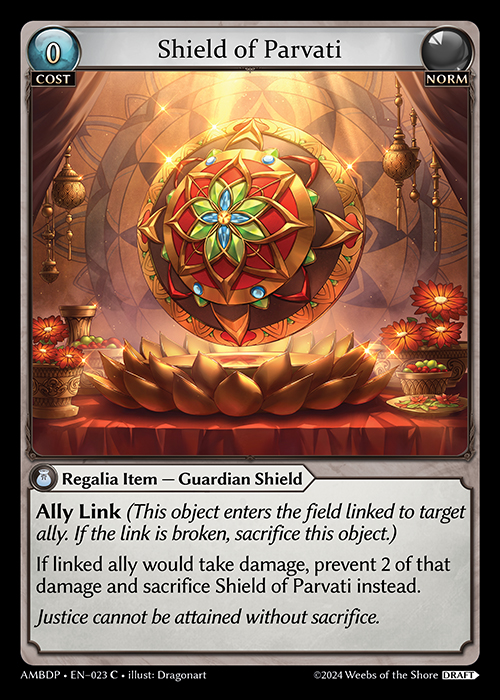 0
COST
Shield of Parvati
NORM
Regalia Item — Guardian Shield
Ally Link (This object enters the field linked to target
ally. If the link is broken, sacrifice this object.)
If linked ally would take damage, prevent 2 of that
damage and sacrifice Shield of Parvati instead.
Justice cannot be attained without sacrifice.
AMBDP • EN–023 C • illust: Dragonart
©2024 Weebs of the Shore DRAFT